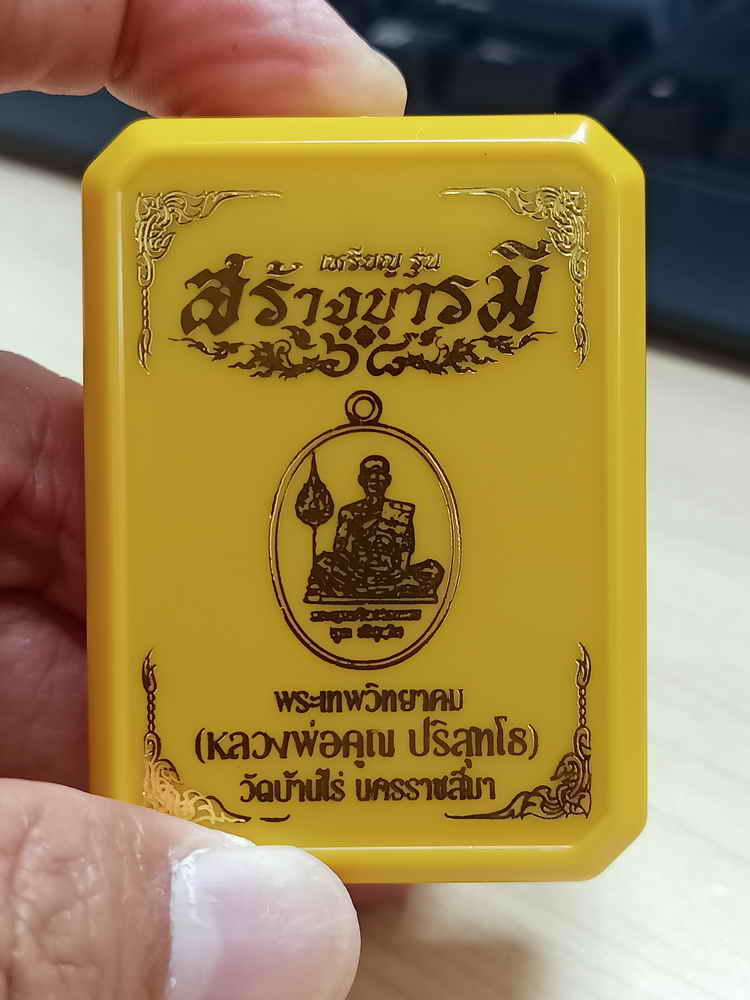 เหรียญ รุ่น
สร้างบารมี
๖๘
พระเทพวิทยาคม
(หลวงพ่อคูณ ปริสุทโธ)
วัดบ้านไร่ นครราชสีมา